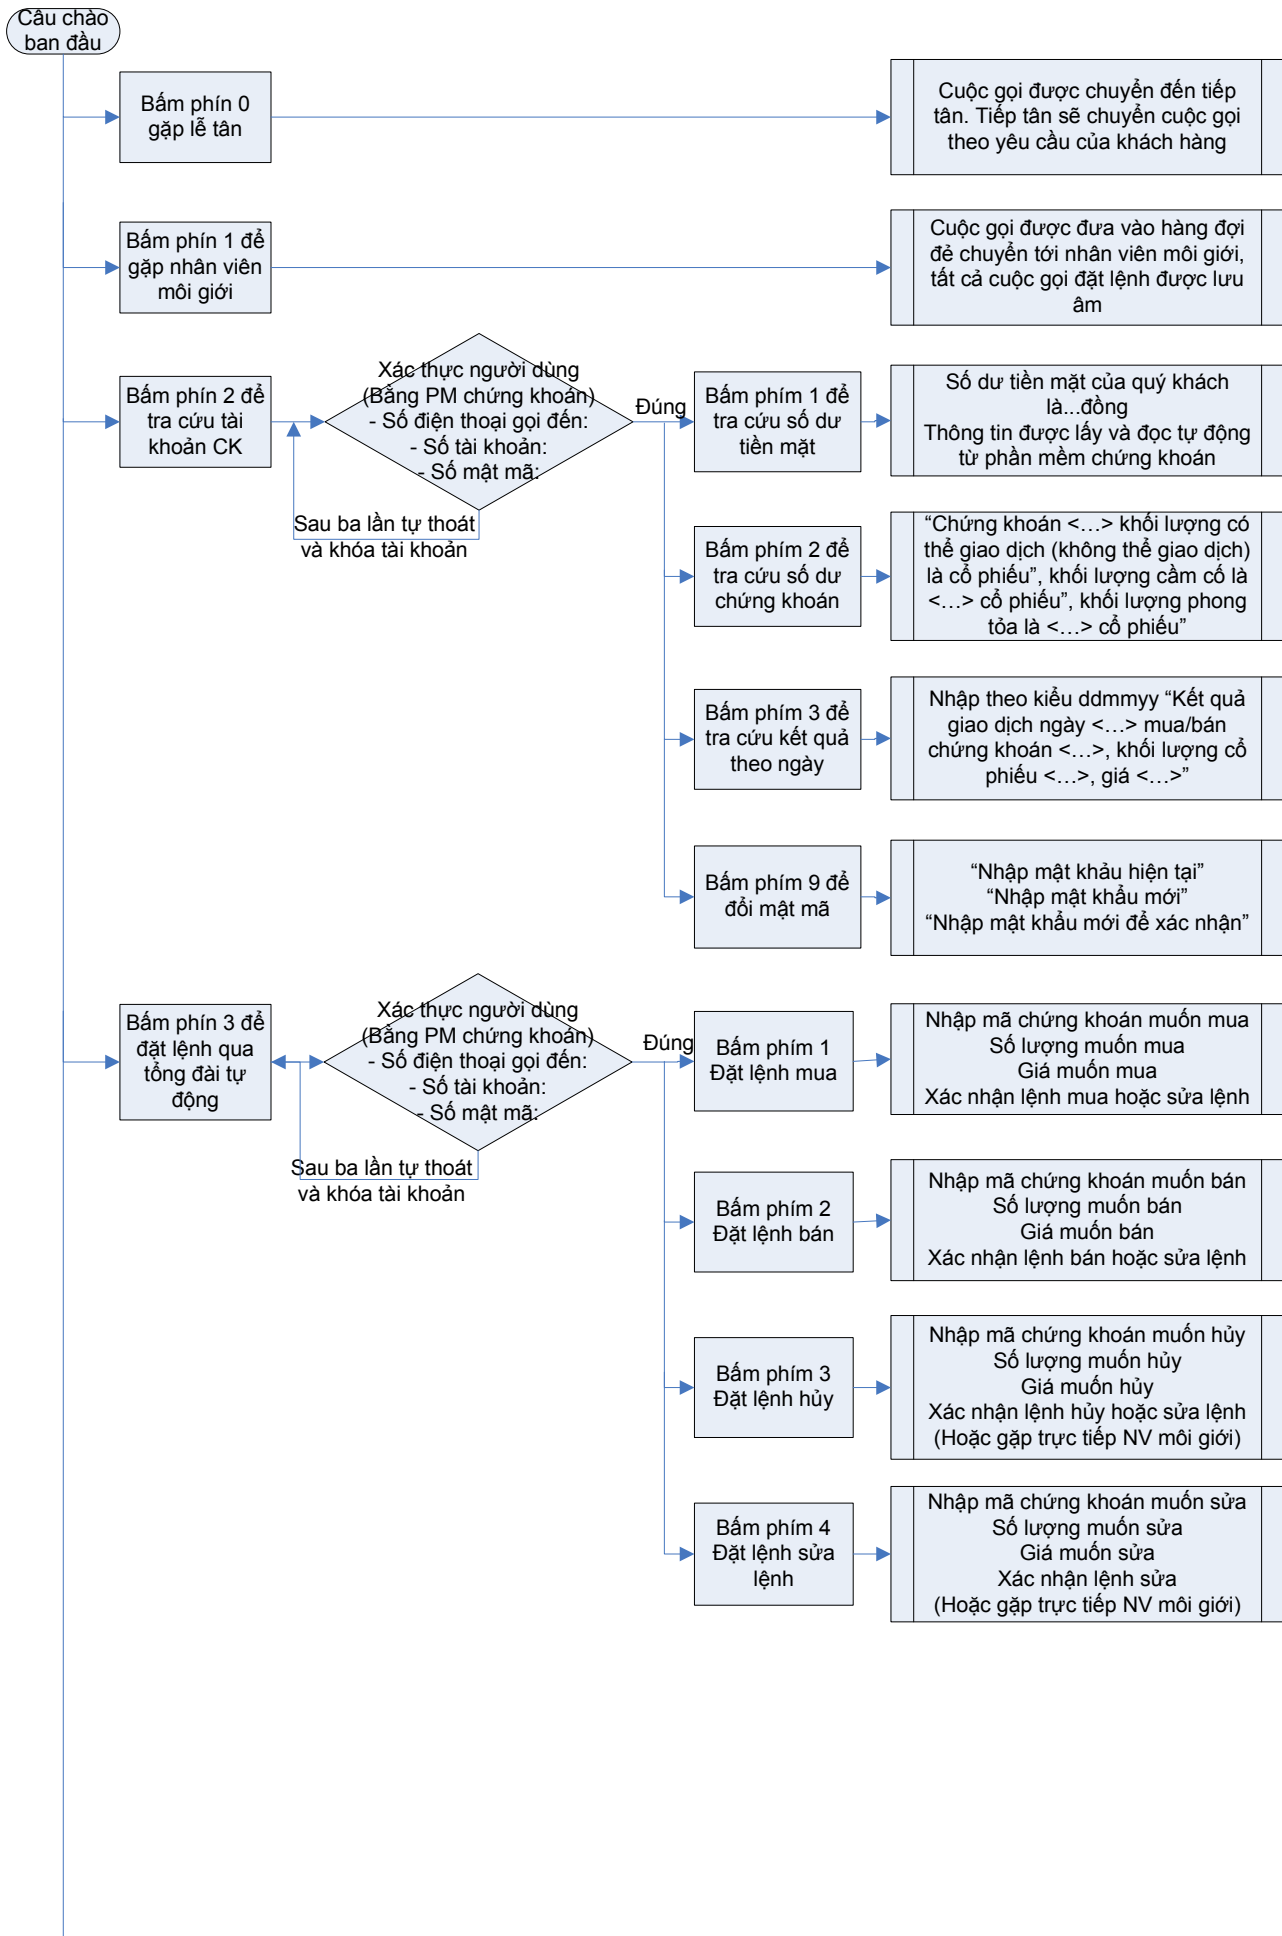 Câu chào
ban đầu
Bấm phín 0
gặp lễ tân
Cuộc gọi được chuyển đến tiếp
tân. Tiếp tân sẽ chuyển cuộc gọi
theo yêu cầu của khách hàng
Bấm phín 1 để
gặp nhân viên
môi giới
Cuộc gọi được đưa vào hàng đợi
đẻ chuyển tới nhân viên môi giới,
tất cả cuộc gọi đặt lệnh được lưu
âm
Bấm phín 2 để
tra cứu tài
khoản CK
Xác thực người dùng
(Bằng PM chứng khoán)
- Số điện thoại gọi đến:
- Số tài khoản:
- Số mật mã:
Sau ba lần tự thoát
và khóa tài khoản
Đúng
Bấm phím 1 để
tra cứu số dư
tiền mặt
Số dư tiền mặt của quý khách
là...đồng
Thông tin được lấy và đọc tự động
từ phần mềm chứng khoán
Bấm phím 2 để
tra cứu số dư
chứng khoán
“Chứng khoán <...> khối lượng có
thể giao dịch (không thể giao dịch)
là cổ phiếu”, khối lượng cầm cố là
<...> cổ phiếu”, khối lượng phong
tỏa là <...> cổ phiếu”
Bấm phím 3 để
tra cứu kết quả
theo ngày
Nhập theo kiểu ddmmyy “Kết quả
giao dịch ngày <...> mua/bán
chứng khoán <...>, khối lượng cổ
phiếu <...>, giá <...>”
Bấm phím 9 để
đổi mật mã
“Nhập mật khảu hiện tại”
“Nhập mật khẩu mới”
“Nhập mật khẩu mới để xác nhận”
Bấm phín 3 để
đặt lệnh qua
tổng đài tự
động
Xác thực người dùng
(Bằng PM chứng khoán)
- Số điện thoại gọi đến:
- Số tài khoản:
- Số mật mã:
Sau ba lần tự thoát
và khóa tài khoản
Đúng
Bấm phím 1
Đặt lệnh mua
Nhập mã chứng khoán muốn mua
Số lượng muốn mua
Giá muốn mua
Xác nhận lệnh mua hoặc sửa lệnh
Bấm phím 2
Đặt lệnh bán
Nhập mã chứng khoán muốn bán
Số lượng muốn bán
Giá muốn bán
Xác nhận lệnh bán hoặc sửa lệnh
Bấm phím 3
Đặt lệnh hủy
Nhập mã chứng khoán muốn hủy
Số lượng muốn hủy
Giá muốn hủy
Xác nhận lệnh hủy hoặc sửa lệnh
(Hoặc gặp trực tiếp NV môi giới)
Bấm phím 4
Đặt lệnh sửa
lệnh
Nhập mã chứng khoán muốn sửa
Số lượng muốn sửa
Giá muốn sửa
Xác nhận lệnh sửa
(Hoặc gặp trực tiếp NV môi giới)